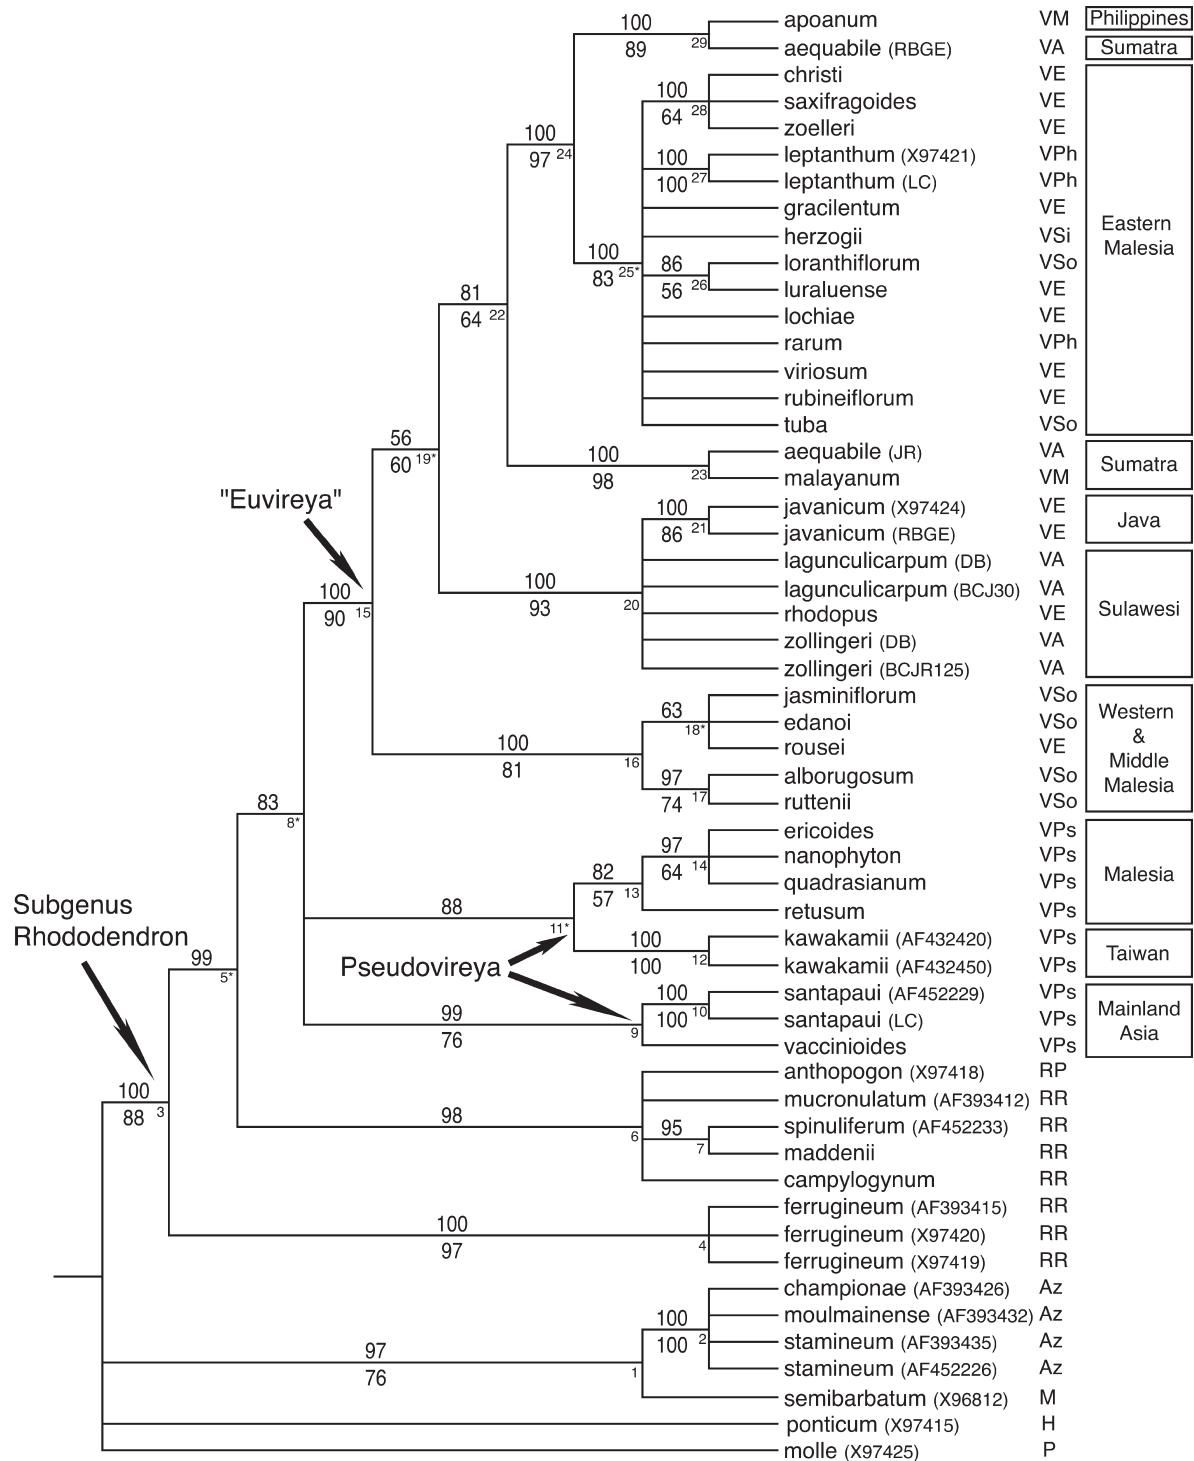 100
89
29
apoanum VM Philippines
aequabile (RBGE) VA Sumatra
christi VE
100
64
28
saxifragoides VE
zoelleri VE
100
97
24
100
100
27
leptanthum (X97421) VPh
leptanthum (LC) VPh
gracilentum VE
herzogii VSi
Eastern
Malesia
100
83
25*
86
56
26
loranthiflorum VSo
luraluense VE
81
64
22
lochiae VE
rarum VPh
viriosum VE
rubineiflorum VE
tuba VSo
56
60
19*
100
98
23
aequabile (JR) VA
malayanum VM
Sumatra
"Euvireya"
100
86
21
javanicum (X97424) VE
javanicum (RBGE) VE
Java
100
93
20
lagunculicarpum (DB) VA
lagunculicarpum (BCJ30) VA
rhodopus VE
zollingeri (DB) VA
zollingeri (BCJR125) VA
Sulawesi
100
90
15
63
18*
jasminiflorum VSo
edanoi VSo
rousei VE
100
81
16
97
74
17
alborugosum VSo
ruttenii VSo
Western
&
Middle
Malesia
83
8*
97
64
14
ericoides VPs
nanophyton VPs
quadrasianum VPs
82
57
13
retusum VPs
Malesia
88
11*
100
100
12
kawakamii (AF432420) VPs
kawakamii (AF432450) VPs
Taiwan
Subgenus
Rhododendron
Pseudovireya
99
5*
100
100
10
santapaui (AF452229) VPs
santapaui (LC) VPs
99
76
9
vaccinioides VPs
Mainland
Asia
100
88
3
anthopogon (X97418) RP
mucronulatum (AF393412) RR
98
6
95
7
spinuliferum (AF452233) RR
maddenii RR
campylogynum RR
100
97
4
ferrugineum (AF393415) RR
ferrugineum (X97420) RR
ferrugineum (X97419) RR
100
100
2
championae (AF393426) Az
moulmainense (AF393432) Az
stamineum (AF393435) Az
stamineum (AF452226) Az
97
76
1
semibarbatum (X96812) M
ponticum (X97415) H
molle (X97425) P